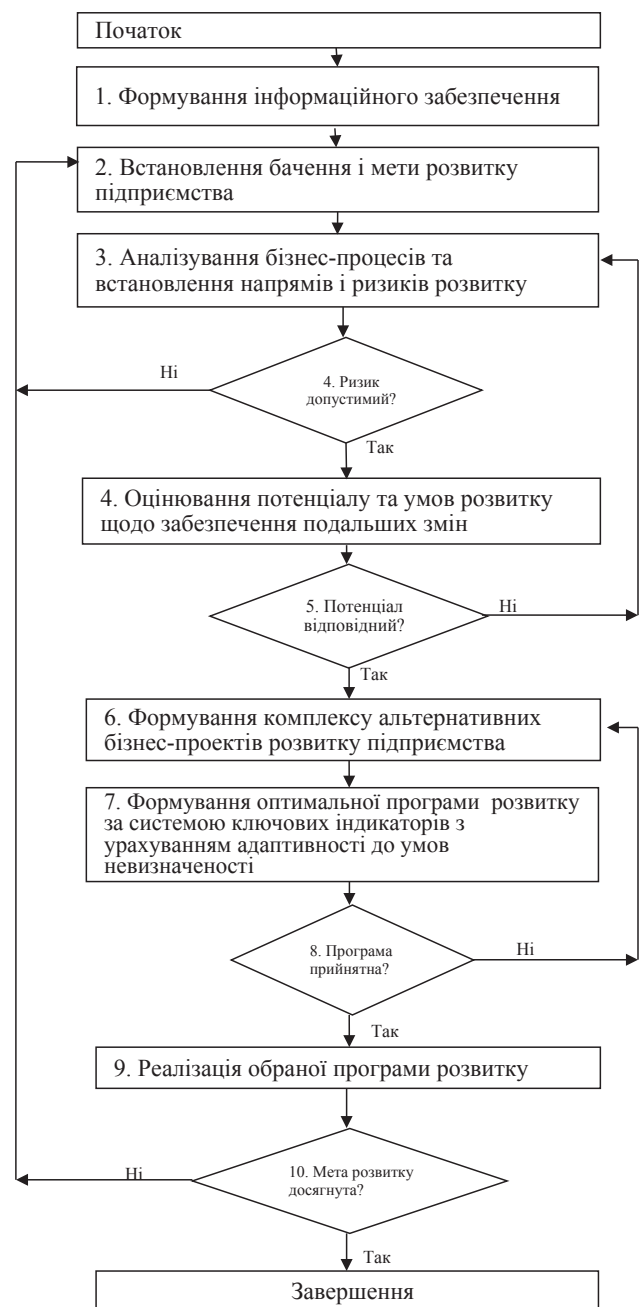 Початок
1. Формування інформаційного забезпечення
2. Встановлення бачення і мети розвитку
підприємства
3. Аналізування бізнес-процесів та
встановлення напрямів і ризиків розвитку
Ні
4. Ризик
допустимий?
Так
4. Оцінювання потенціалу та умов розвитку
щодо забезпечення подальших змін
5. Потенціал
відповідний?
Ні
Так
6. Формування комплексу альтернативних
бізнес-проектів розвитку підприємства
7. Формування оптимальної програми розвитку
за системою ключових індикаторів з
урахуванням адаптивності до умов
невизначеності
8. Програма
прийнятна?
Ні
Так
9. Реалізація обраної програми розвитку
Ні
10. Мета розвитку
досягнута?
Так
Завершення